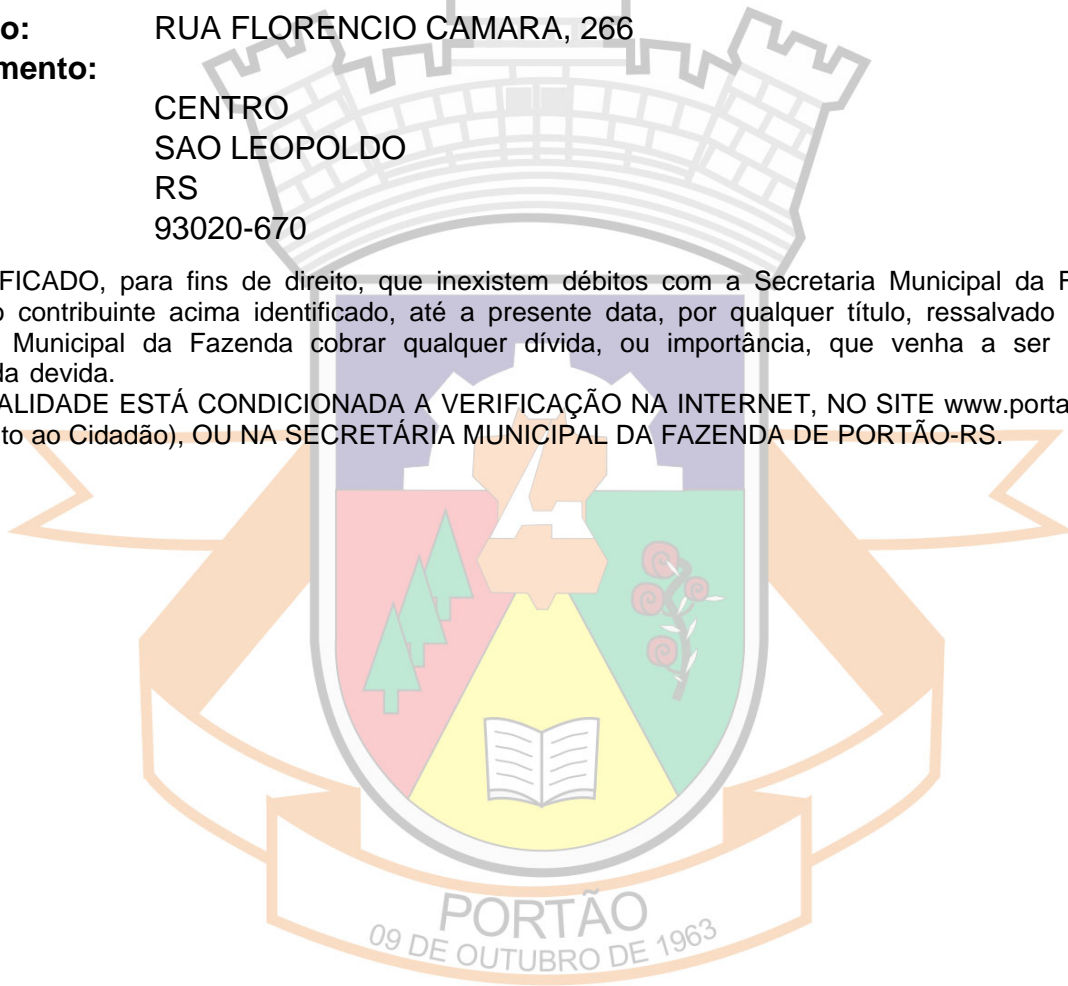 o: RUA FLORENCIO CAMARA, 266
mento:
CENTRO
SAO LEOPOLDO
RS
93020-670
FICADO, para fins de direito, que inexistem débitos com a Secretaria Municipal da F
o contribuinte acima identificado, até a presente data, por qualquer título, ressalvado
Municipal da Fazenda cobrar qualquer dívida, ou importância, que venha a ser
da devida.
ALIDADE ESTÁ CONDICIONADA A VERIFICAÇÃO NA INTERNET, NO SITE www.porta
to ao Cidadão), OU NA SECRETÁRIA MUNICIPAL DA FAZENDA DE PORTÃO-RS.
PORTÃO
09 DE OUTUBRO DE 1963